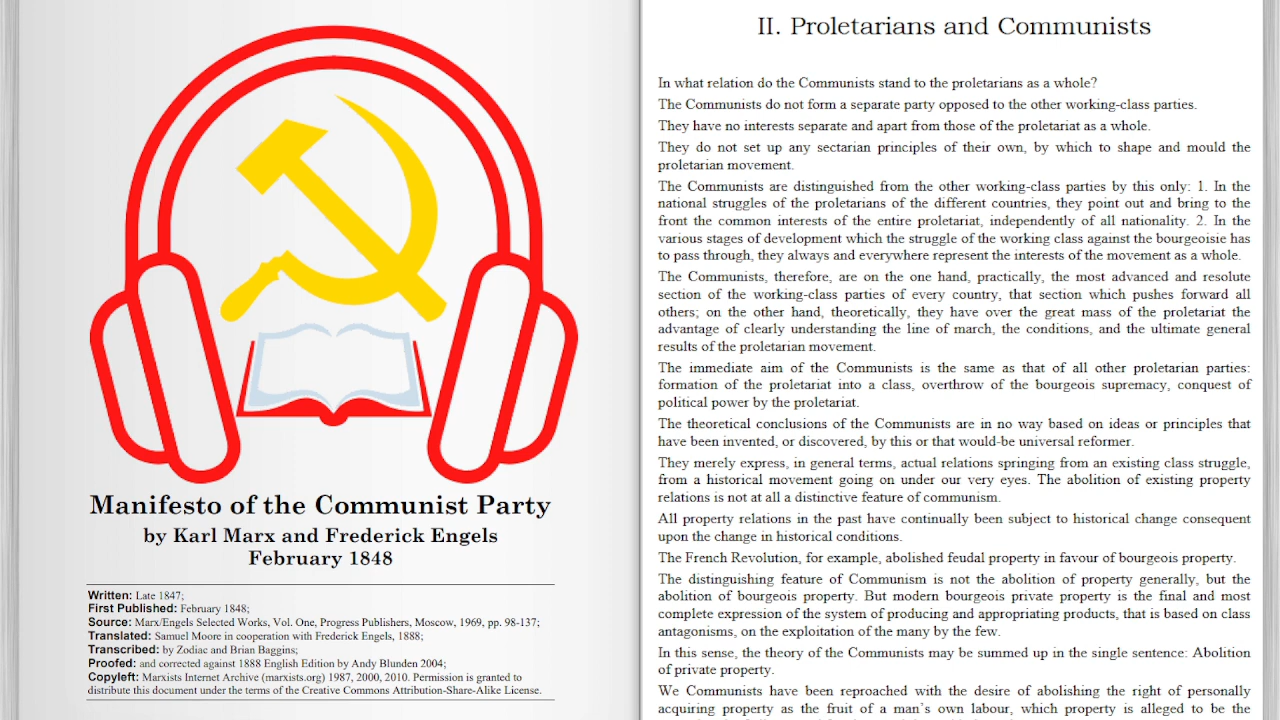 Manifesto of the Communist Party
by Karl Marx and Frederick Engels
February 1848
Written: Late 1847;
First Published: February 1848;
Source: Marx/Engels Selected Works, Vol. One, Progress Publishers, Moscow, 1969, pp. 98-137;
Translated: Samuel Moore in cooperation with Frederick Engels, 1888;
Transcribed: by Zodiac and Brian Baggins;
Proofed: and corrected against 1888 English Edition by Andy Blunden 2004;
Copyleft: Marxists Internet Archive (marxists.org) 1987, 2000, 2010. Permission is granted to
distribute this document under the terms of the Creative Commons Attribution-Share-Alike License.
II. Proletarians and Communists
In what relation do the Communists stand to the proletarians as a whole?
The Communists do not form a separate party opposed to the other working-class parties.
They have no interests separate and apart from those of the proletariat as a whole.
They do not set up any sectarian principles of their own, by which to shape and mould the
proletarian movement.
The Communists are distinguished from the other working-class parties by this only: 1. In the
national struggles of the proletarians of the different countries, they point out and bring to the
front the common interests of the entire proletariat, independently of all nationality. 2. In the
various stages of development which the struggle of the working class against the bourgeoisie has
to pass through, they always and everywhere represent the interests of the movement as a whole.
The Communists, therefore, are on the one hand, practically, the most advanced and resolute
section of the working-class parties of every country, that section which pushes forward all
others; on the other hand, theoretically, they have over the great mass of the proletariat the
advantage of clearly understanding the line of march, the conditions, and the ultimate general
results of the proletarian movement.
The immediate aim of the Communists is the same as that of all other proletarian parties:
formation of the proletariat into a class, overthrow of the bourgeois supremacy, conquest of
political power by the proletariat.
The theoretical conclusions of the Communists are in no way based on ideas or principles that
have been invented, or discovered, by this or that would-be universal reformer.
They merely express, in general terms, actual relations springing from an existing class struggle,
from a historical movement going on under our very eyes. The abolition of existing property
relations is not at all a distinctive feature of communism.
All property relations in the past have continually been subject to historical change consequent
upon the change in historical conditions.
The French Revolution, for example, abolished feudal property in favour of bourgeois property.
The distinguishing feature of Communism is not the abolition of property generally, but the
abolition of bourgeois property. But modern bourgeois private property is the final and most
complete expression of the system of producing and appropriating products, that is based on class
antagonisms, on the exploitation of the many by the few.
In this sense, the theory of the Communists may be summed up in the single sentence: Abolition
of private property.
We Communists have been reproached with the desire of abolishing the right of personally
acquiring property as the fruit of a man's own labour, which property is alleged to be the